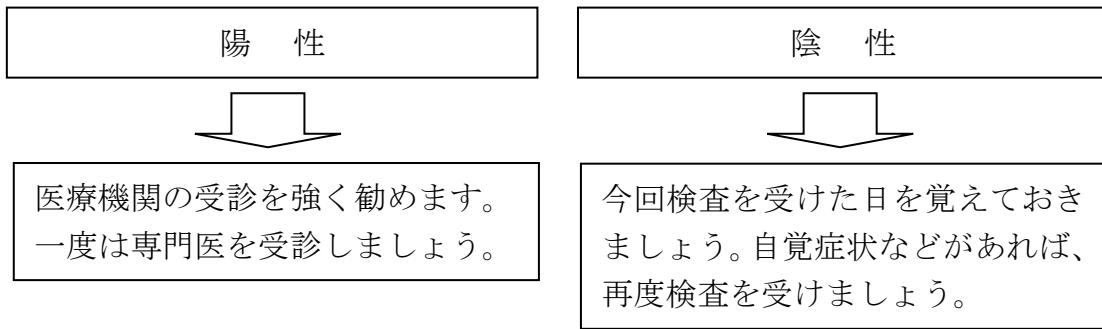 陽 性
陰 性
医療機関の受診を強く勧めます。
一度は専門医を受診しましょう。
今回検査を受けた日を覚えておき
ましょう。自覚症状などがあれば、
再度検査を受けましょう。